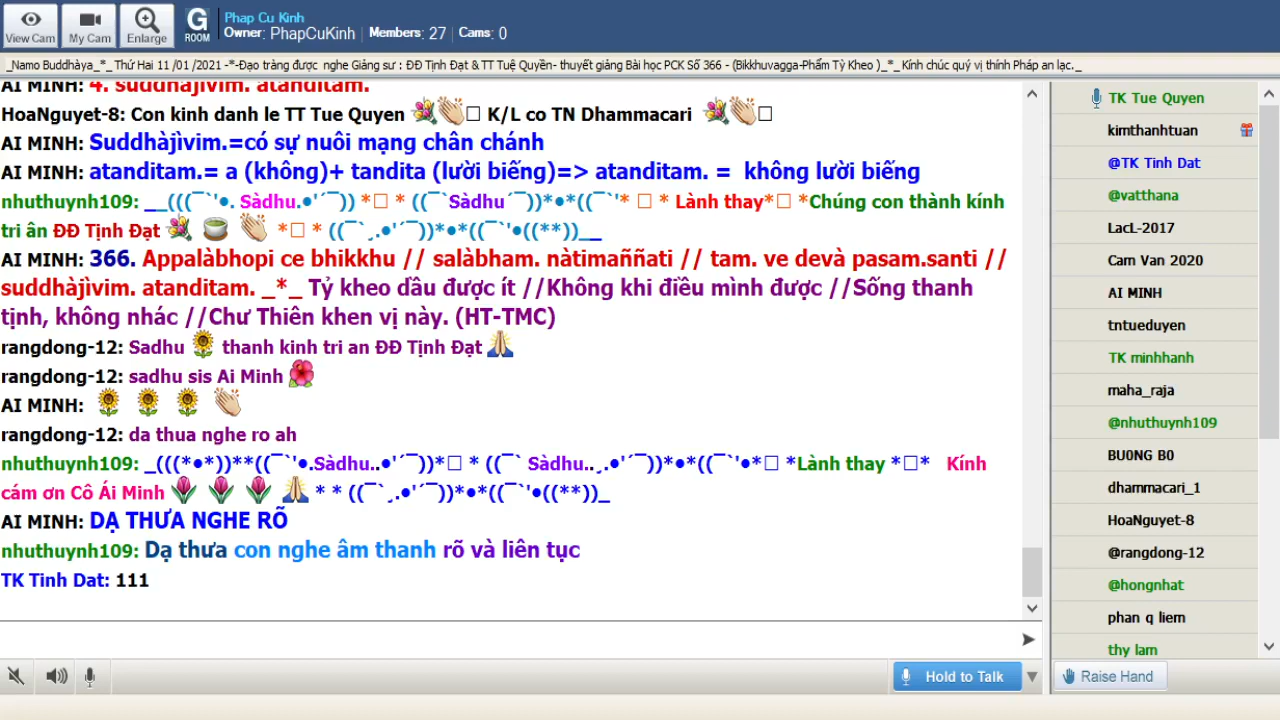 View Cam
My Cam
Enlarge
G
ROOM
Phap Cu Kinh
Owner: PhapCuKinh | Members: 27 | Cams: 0
_Namo Buddhàya_*_ Thứ Hai 11 /01 /2021 -*-Đạo tràng được nghe Giảng sư : ĐĐ Tịnh Đạt & TT Tuệ Quyền- thuyết giảng Bài học PCK Số 366 - (Bikkhuvagga-Phẩm Tỳ Kheo )_*_ Kính chúc quý vị thính Pháp an lạc._
AI MINH: 4. suddhàjìvim. atanditam.
HoaNguyet-8: Con kinh danh le TT Tue Quyen K/L co TN Dhammacari
AI MINH: Suddhàjìvim.=có sự nuôi mạng chân chánh
AI MINH: atanditam.= a (không)+ tandita (lười biếng)=> atanditam. = không lười biếng
nhuthuynh109: __(((¯`'•. Sàdhu.•'´¯)) *□ * ((¯`Sàdhu´¯))*•*((¯`'* □ * Lành thay*□ *Chúng con thành kính
tri ân ĐĐ Tịnh Đạt *□ * ((¯`¸.•'´¯))*•*((¯`'•((**))__
AI MINH: 366. Appalàbhopi ce bhikkhu // salàbham. nàtimaññati // tam. ve devà pasam.santi //
suddhàjìvim. atanditam. _*_ Tỷ kheo dầu được ít //Không khi điều mình được //Sống thanh
tịnh, không nhác //Chư Thiên khen vị này. (HT-TMC)
rangdong-12: Sadhu thanh kinh tri an ĐĐ Tịnh Đạt
rangdong-12: sadhu sis Ai Minh
AI MINH:
rangdong-12: da thua nghe ro ah
nhuthuynh109: _(((*•*))**((¯`'•.Sàdhu..•'´¯))*□ * ((¯` Sàdhu..¸.•'´¯))*•*((¯`'•*□ *Lành thay *□* Kính
cám ơn Cô Ái Minh * * ((¯`¸.•'´¯))*•*((¯`'•((**))_
AI MINH: DẠ THƯA NGHE RÕ
nhuthuynh109: Dạ thưa con nghe âm thanh rõ và liên tục
TK Tinh Dat: 111
Hold to Talk
TK Tue Quyen
kimthanhtuan
@TK Tinh Dat
@vatthana
LacL-2017
Cam Van 2020
AI MINH
tntueduyen
TK minhhanh
maha_raja
@nhuthuynh109
BU0NG B0
dhammacari_1
HoaNguyet-8
@rangdong-12
@hongnhat
phan q liem
thy lam
Raise Hand